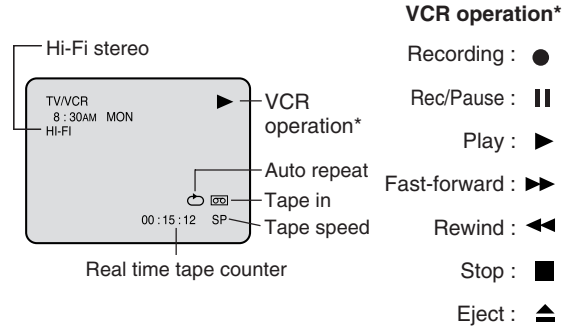 Hi-Fi stereo
TV/VCR
8 : 30AM MON
HI-FI
VCR
operation*
Auto repeat
Tape in
00 : 15 : 12 SP
Tape speed
Real time tape counter
VCR operation*
Recording :
Rec/Pause :
Play :
Fast-forward :
Rewind :
Stop :
Eject :